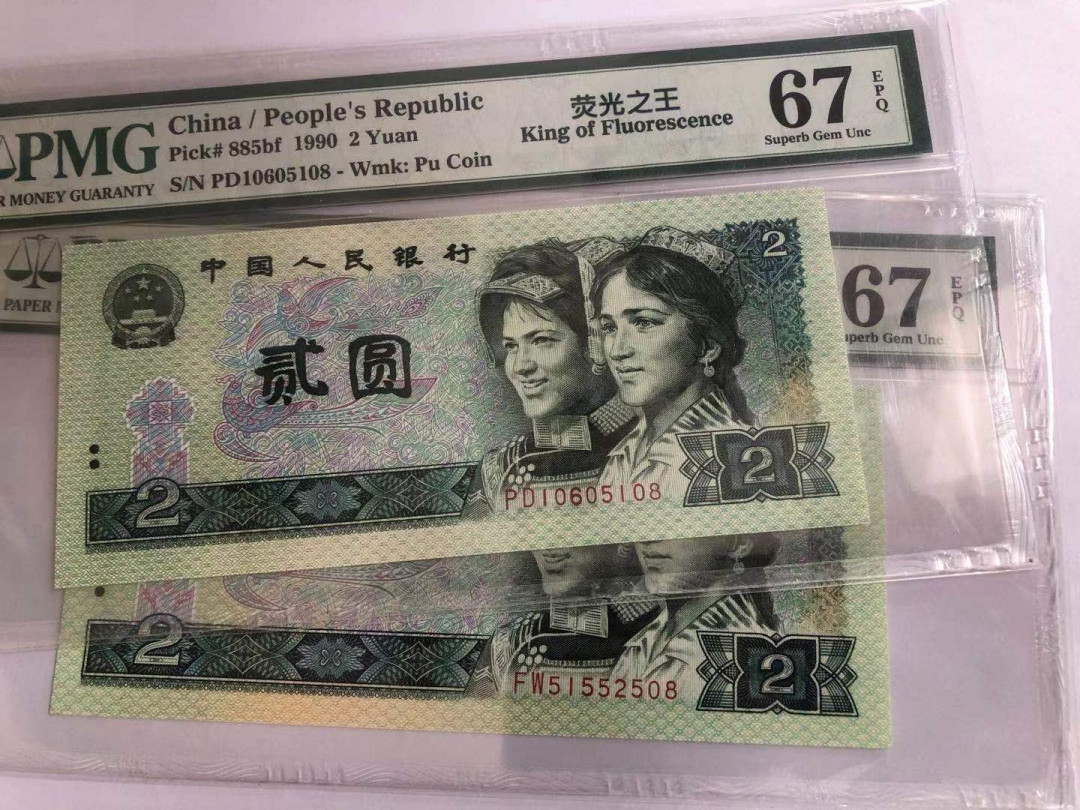 PMG
China / People's Republic
Pick# 885bf 1990 2 Yuan
S/N PD10605108 - Wmk: Pu Coin
R MONEY GUARANTY
荧光之王
King of Fluorescence
67
EPQ
Superb Gem Unc
PAPER
67
EPQ
uperb Gem Unc
中国人民银行
2
贰圆
2
2
PD10605108
2
2
FW51552508